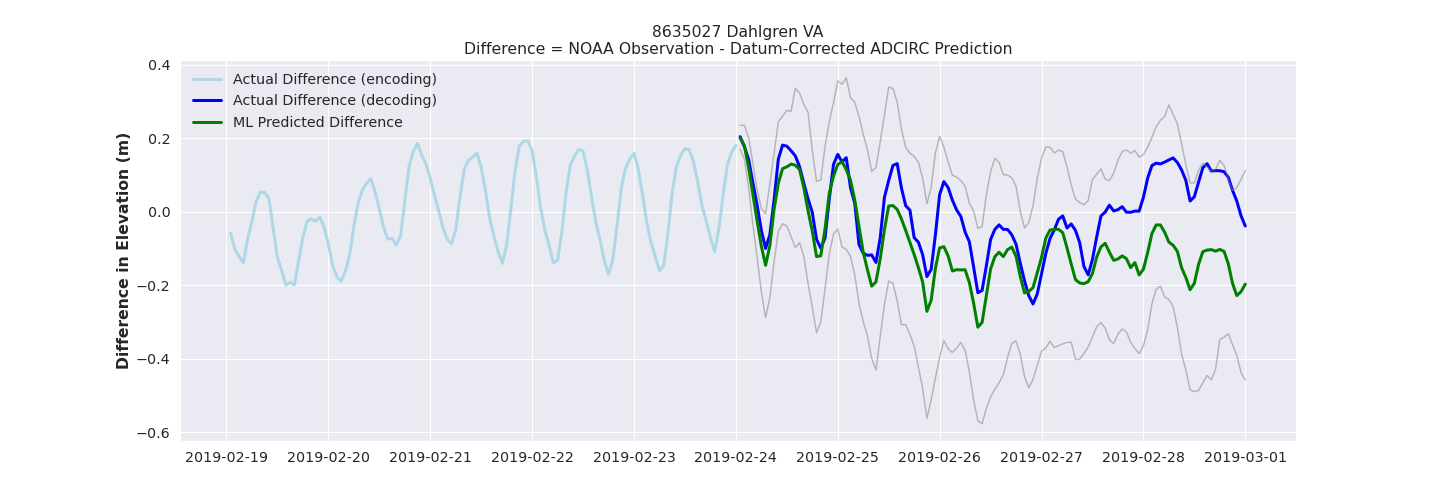 8635027 Dahlgren VA
Difference = NOAA Observation - Datum-Corrected ADCIRC Prediction
Difference in Elevation (m)
0.4
0.2
0.0
−0.2
−0.4
−0.6
Actual Difference (encoding)
Actual Difference (decoding)
ML Predicted Difference
2019-02-19 2019-02-20 2019-02-21 2019-02-22 2019-02-23 2019-02-24 2019-02-25 2019-02-26 2019-02-27 2019-02-28 2019-03-01